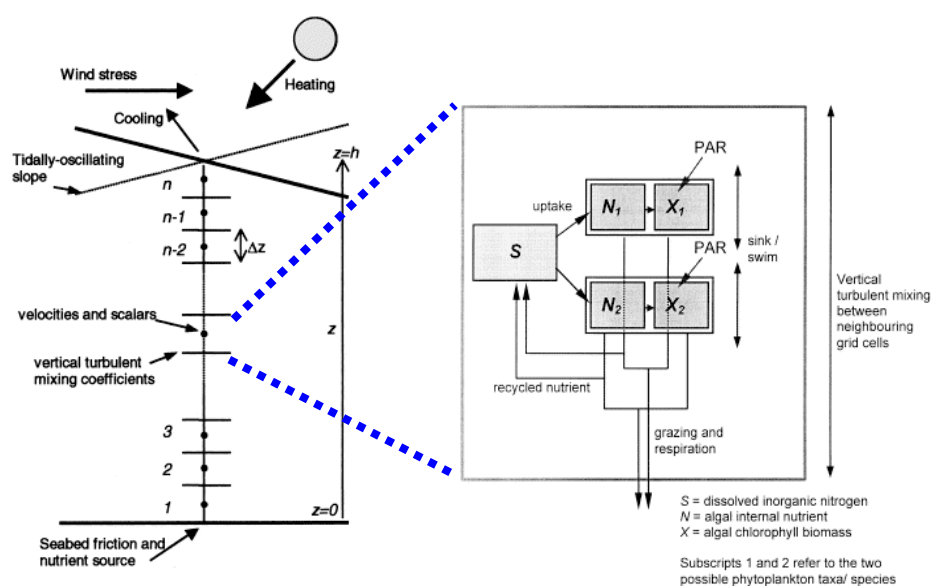 Wind stress
Heating
Cooling
Tidally-oscillating
slope
z=h
n
n-1
n-2
Δz
velocities and scalars
z
vertical turbulent
mixing coefficients
3
2
1
z=0
Seabed friction and
nutrient source
PAR
N₁
X₁
uptake
S
sink /
swim
PAR
N₂
X₂
recycled nutrient
grazing and
respiration
Vertical
turbulent mixing
between
neighbouring
grid cells
S = dissolved inorganic nitrogen
N = algal internal nutrient
X = algal chlorophyll biomass
Subscripts 1 and 2 refer to the two
possible phytoplankton taxa/ species